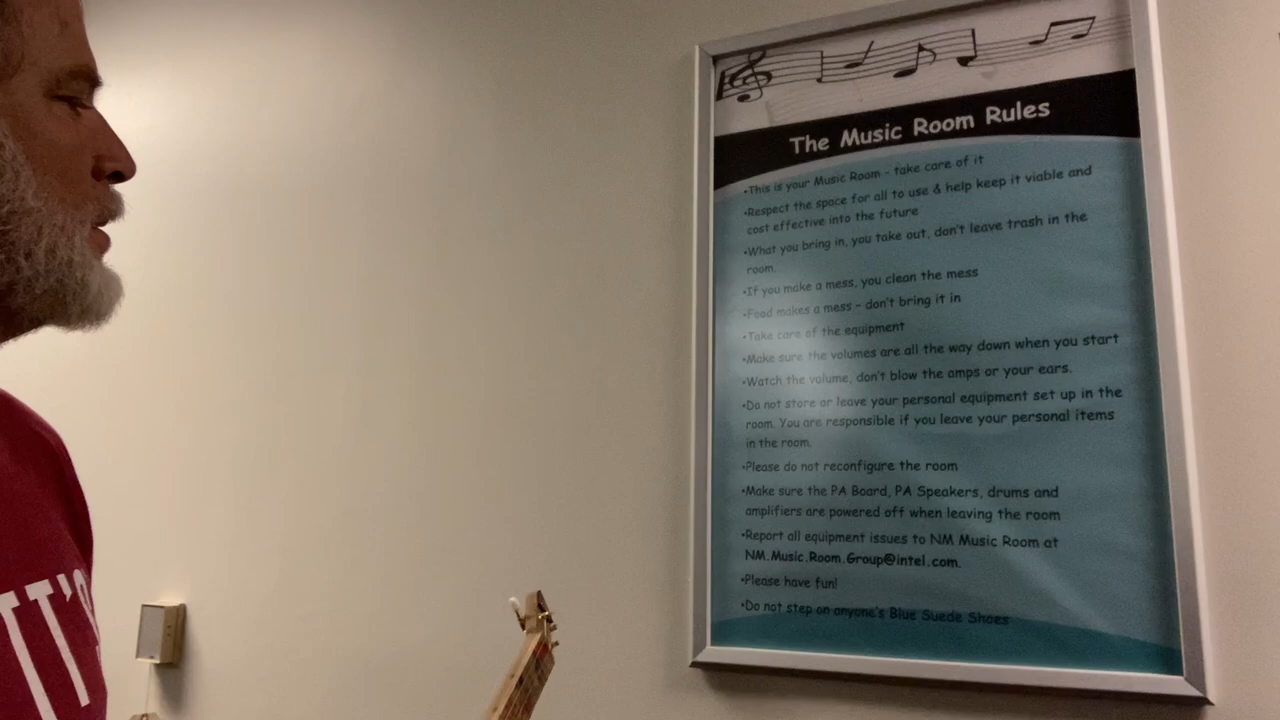 The Music Room Rules
•This is your Music Room - take care of it
•Respect the space for all to use & help keep it viable and
cost effective into the future
•What you bring in, you take out, don't leave trash in the
room.
•If you make a mess, you clean the mess
•Food makes a mess - don't bring it in
•Take care of the equipment
•Make sure the volumes are all the way down when you start
•Watch the volume, don't blow the amps or your ears.
•Do not store or leave your personal equipment set up in the
room. You are responsible if you leave your personal items
in the room.
•Please do not reconfigure the room
•Make sure the PA Board, PA Speakers, drums and
amplifiers are powered off when leaving the room
•Report all equipment issues to NM Music Room at
NM.Music.Room.Group@intel.com.
•Please have fun!
•Do not step on anyone's Blue Suede Shoes
IT'S